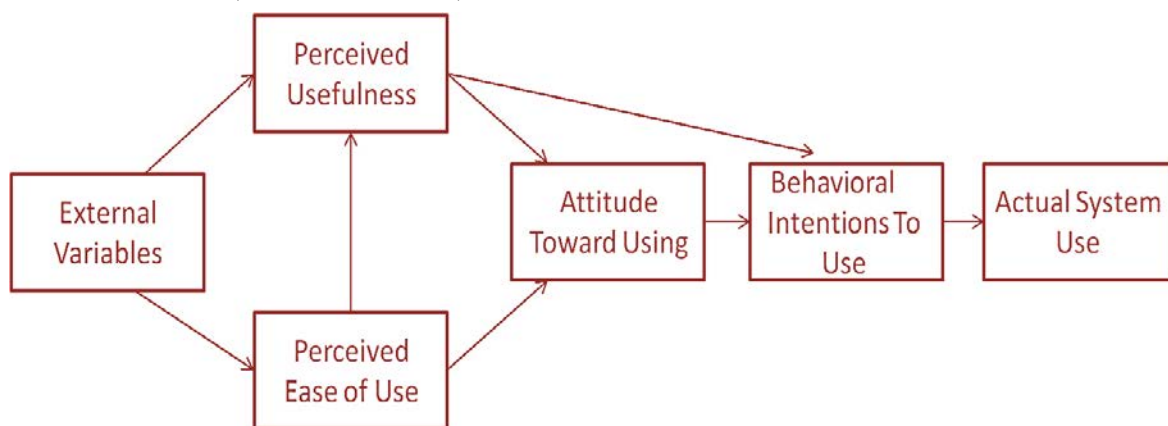 Perceived
Usefulness
External
Variables
Attitude
Toward Using
Behavioral
Intentions To
Use
Actual System
Use
Perceived
Ease of Use